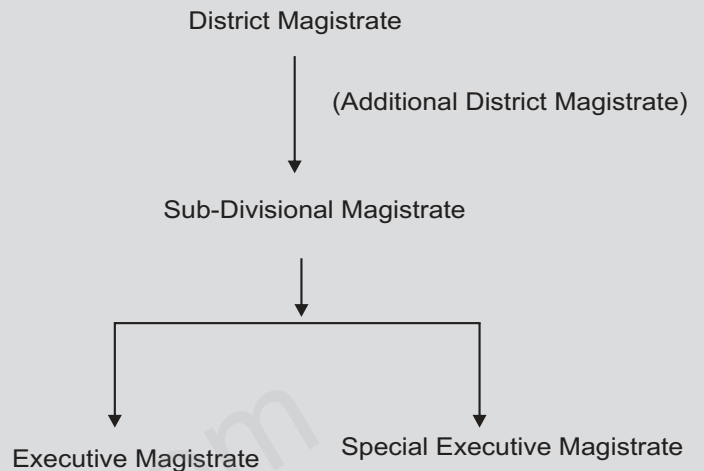 District Magistrate
(Additional District Magistrate)
Sub-Divisional Magistrate
Executive Magistrate
Special Executive Magistrate